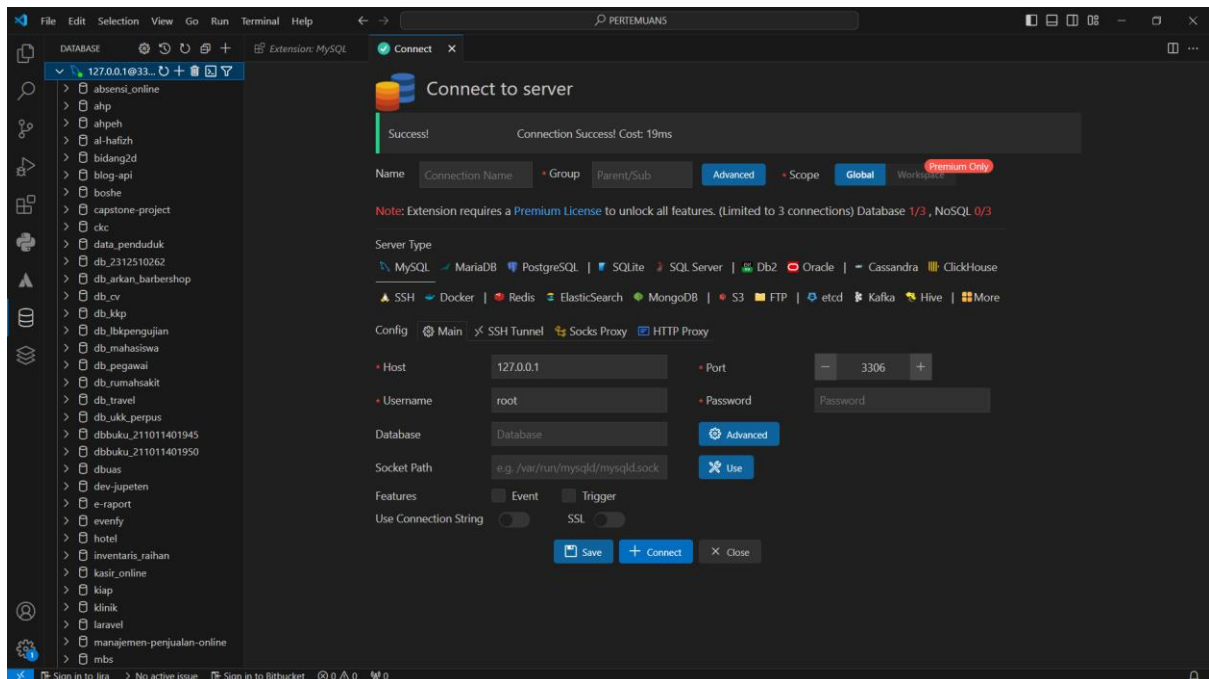 File Edit Selection View Go Run Terminal Help
PERTEMUAN5
DATABASE
Extension: MySQL
Connect
127.0.0.1@33...
absensi_online
ahp
ahpeh
al-hafizh
bidang2d
blog-api
boshe
capstone-project
ckc
data_penduduk
db_2312510262
db_arkan_barbershop
db_cv
db_kkp
db_lbkpengujian
db_mahasiswa
db_pegawai
db_rumahsakit
db_travel
db_ukk_perpus
dbbuku_211011401945
dbbuku_211011401950
dbuas
dev-jupeten
e-raport
evenfy
hotel
inventaris_raihan
kasir_online
kiap
klinik
laravel
manajemen-penjualan-online
mbs
Connect to server
Success! Connection Success! Cost: 19ms
Premium Only
Name Connection Name * Group Parent/Sub Advanced * Scope Global Workspace
Note: Extension requires a Premium License to unlock all features. (Limited to 3 connections) Database 1/3 , NoSQL 0/3
Server Type
MySQL MariaDB PostgreSQL | SQLite SQL Server | Db2 Oracle | Cassandra ClickHouse
SSH Docker | Redis ElasticSearch MongoDB | S3 FTP | etcd Kafka Hive | More
Config Main SSH Tunnel Socks Proxy HTTP Proxy
* Host 127.0.0.1 * Port 3306
* Username root * Password Password
Database Database Advanced
Socket Path e.g. /var/run/mysqld/mysqld.sock Use
Features Event Trigger
Use Connection String SSL
Save + Connect × Close
1
Sign in to Jira No active issue Sign in to Bitbucket 0 0 0